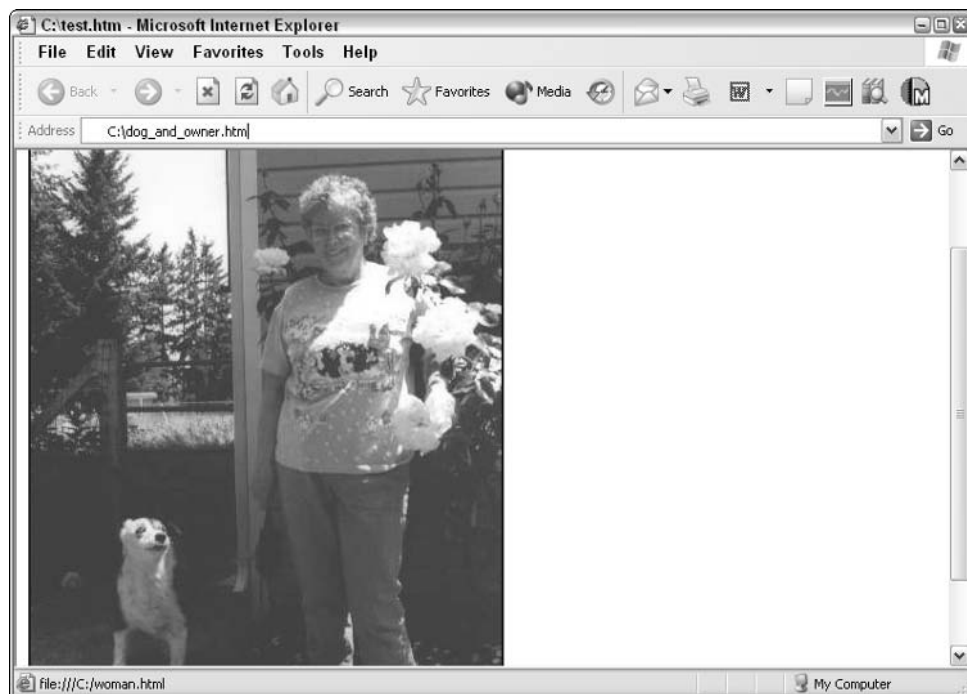 C:\test.htm - Microsoft Internet Explorer
File Edit View Favorites Tools Help
Back Search Favorites Media
Address C:\dog_and_owner.htm Go
file:///C:/woman.html My Computer